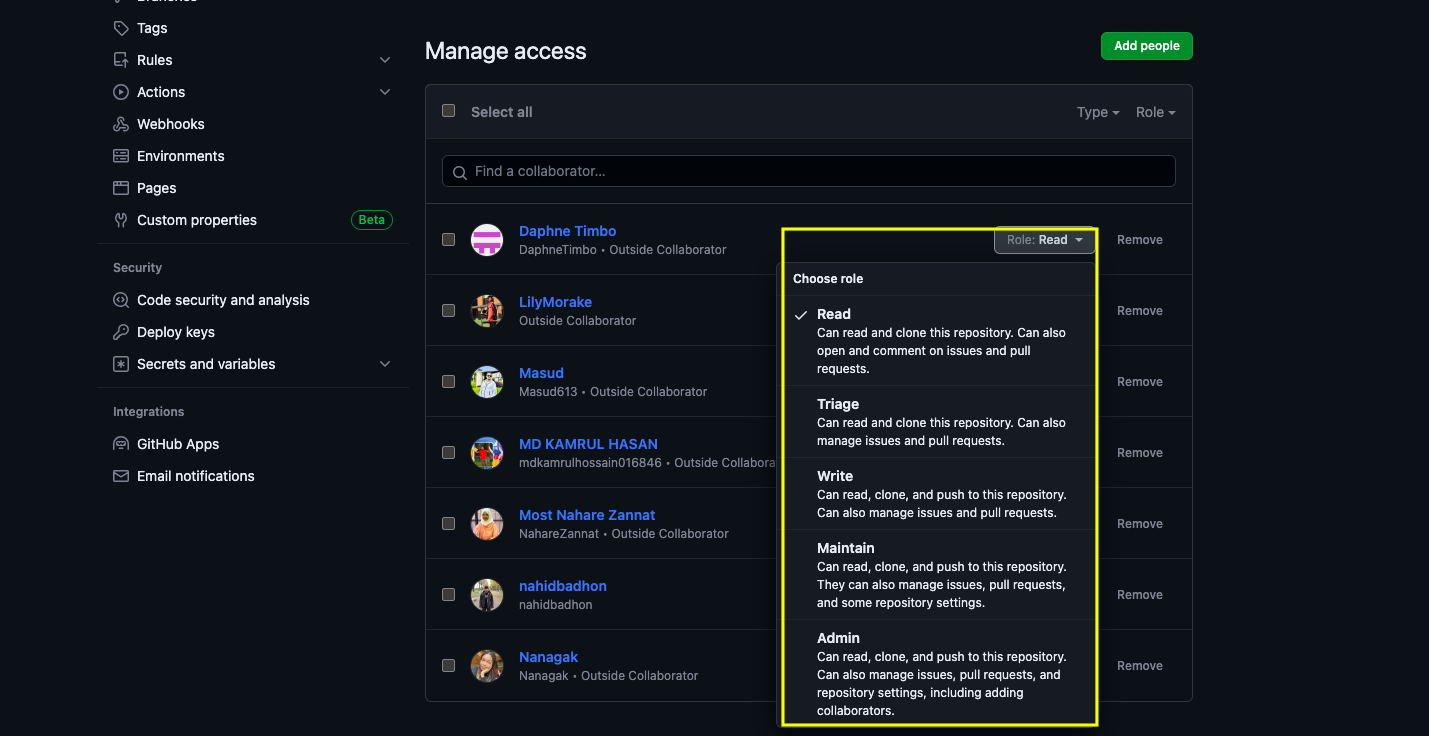 Tags
Rules
Actions
Webhooks
Environments
Pages
Custom properties Beta
Security
Code security and analysis
Deploy keys
Secrets and variables
Integrations
GitHub Apps
Email notifications
Manage access
Add people
Select all
Type
Role
Find a collaborator...
Daphne Timbo
DaphneTimbo • Outside Collaborator
Role: Read
Remove
LilyMorake
Outside Collaborator
Remove
Masud
Masud613 • Outside Collaborator
Remove
MD KAMRUL HASAN
mdkamrulhossain016846 • Outside Collabora
Remove
Most Nahare Zannat
NahareZannat • Outside Collaborator
Remove
nahidbadhon
nahidbadhon
Remove
Nanagak
Nanagak • Outside Collaborator
Remove
Choose role
Read
Can read and clone this repository. Can also
open and comment on issues and pull
requests.
Triage
Can read and clone this repository. Can also
manage issues and pull requests.
Write
Can read, clone, and push to this repository.
Can also manage issues and pull requests.
Maintain
Can read, clone, and push to this repository.
They can also manage issues, pull requests,
and some repository settings.
Admin
Can read, clone, and push to this repository.
Can also manage issues, pull requests, and
repository settings, including adding
collaborators.